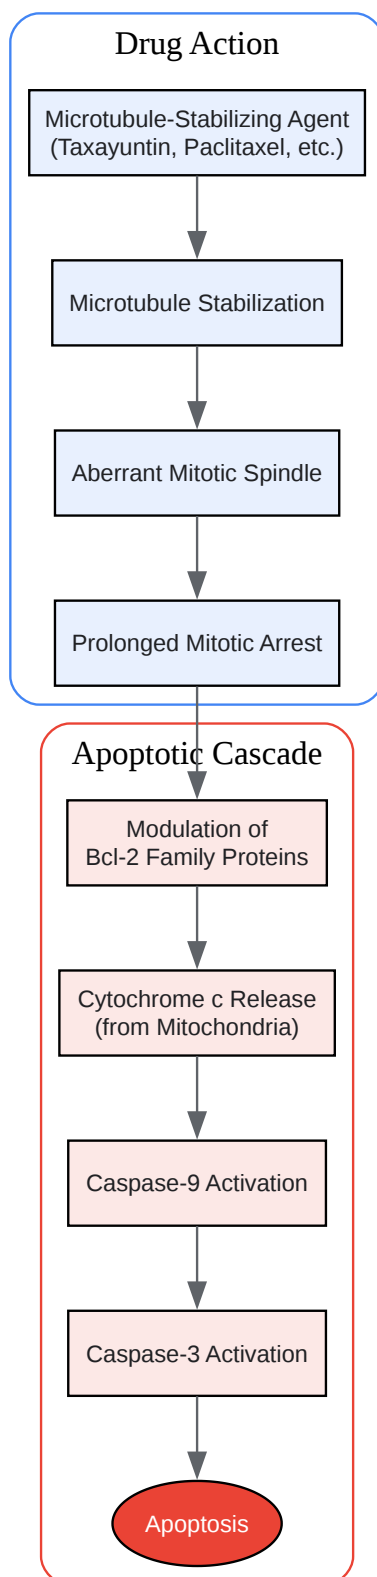 Drug Action
Microtubule-Stabilizing Agent
(Taxayuntin, Paclitaxel, etc.)
Microtubule Stabilization
Aberrant Mitotic Spindle
Prolonged Mitotic Arrest
Apoptotic Cascade
Modulation of
Bcl-2 Family Proteins
Cytochrome c Release
(from Mitochondria)
Caspase-9 Activation
Caspase-3 Activation
Apoptosis